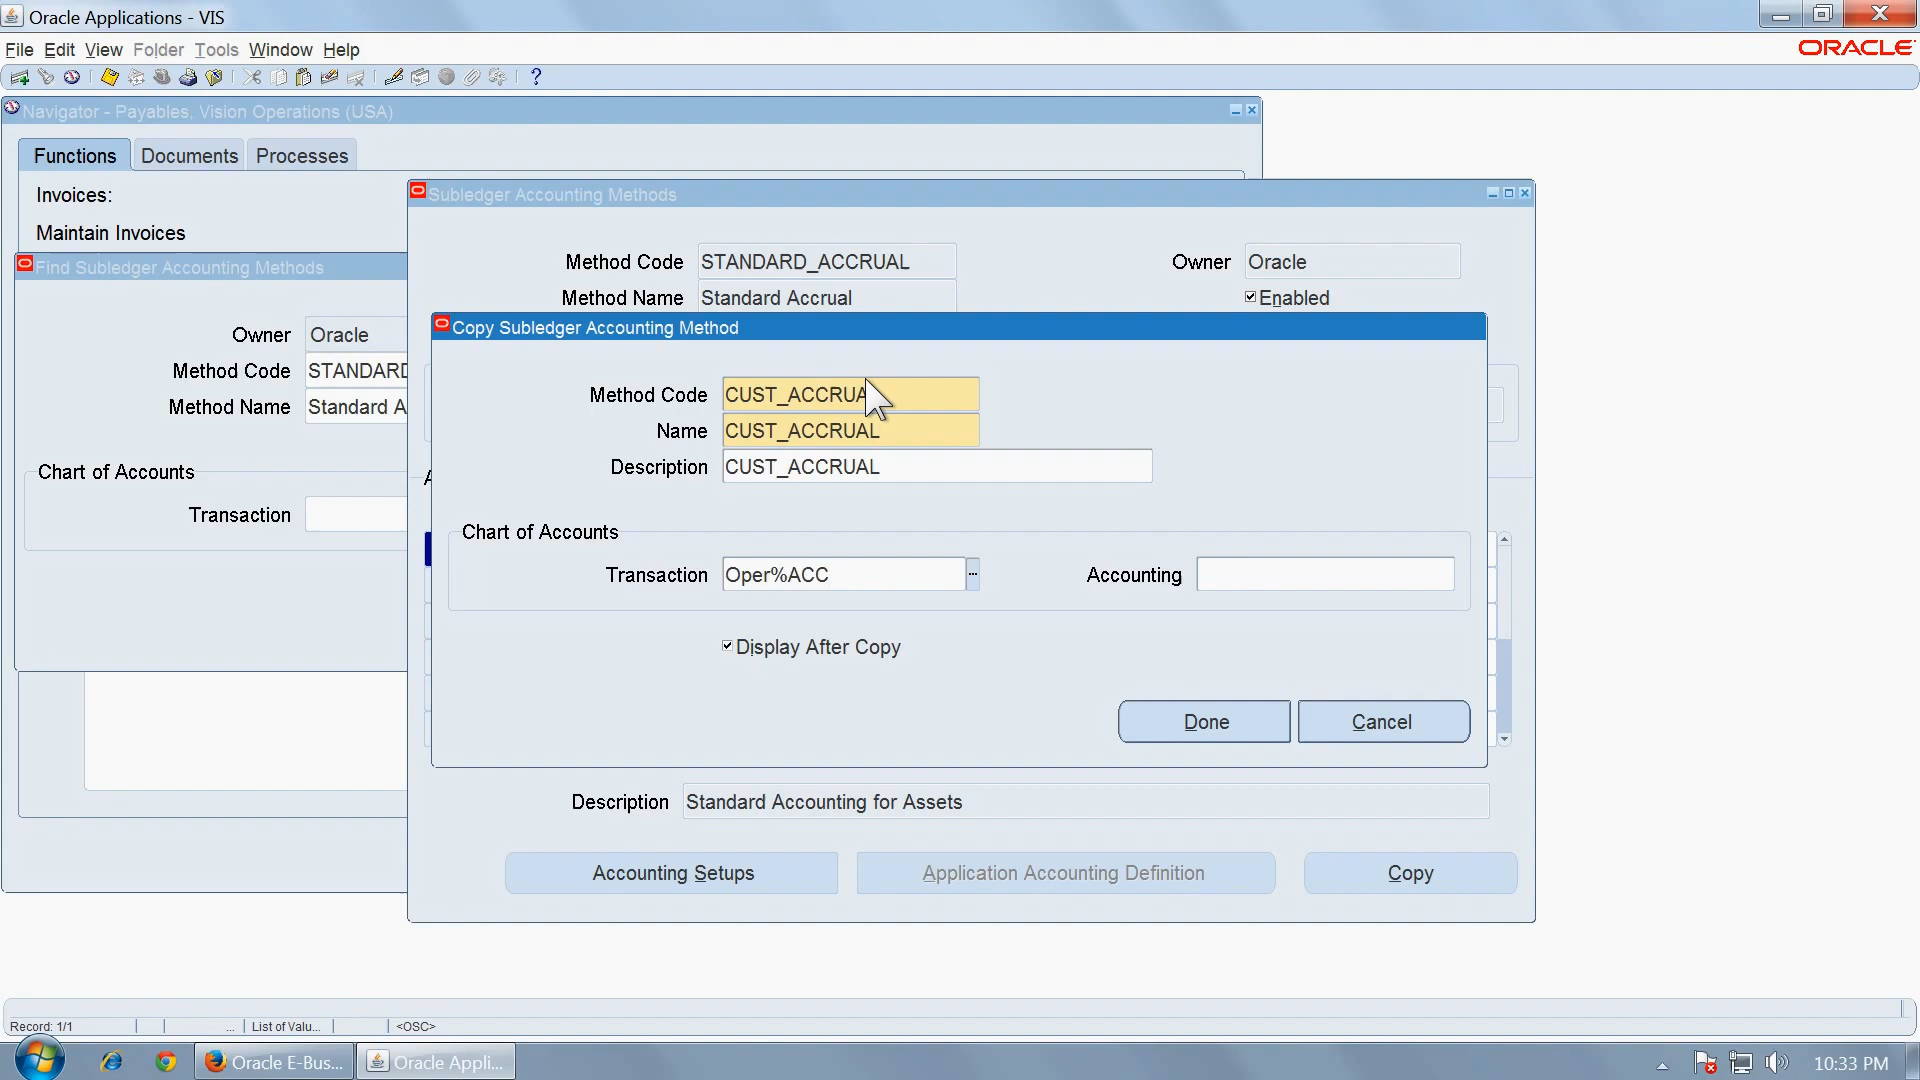 Oracle Applications - VIS
File Edit View Folder Tools Window Help
ORACLE
Navigator - Payables, Vision Operations (USA)
Functions Documents Processes
Invoices:
Maintain Invoices
Find Subledger Accounting Methods
Owner Oracle
Method Code STANDARD
Method Name Standard A
Chart of Accounts
Transaction
Subledger Accounting Methods
Method Code STANDARD_ACCRUAL
Owner Oracle
Method Name Standard Accrual
Enabled
Copy Subledger Accounting Method
Method Code CUST_ACCRUA
Name CUST_ACCRUAL
Description CUST_ACCRUAL
Chart of Accounts
Transaction Oper%ACC
Accounting
Display After Copy
Done Cancel
Description Standard Accounting for Assets
Accounting Setups Application Accounting Definition Copy
Record: 1/1 ... List of Valu... <OSC>
Oracle E-Bus... Oracle Appli... 10:33 PM